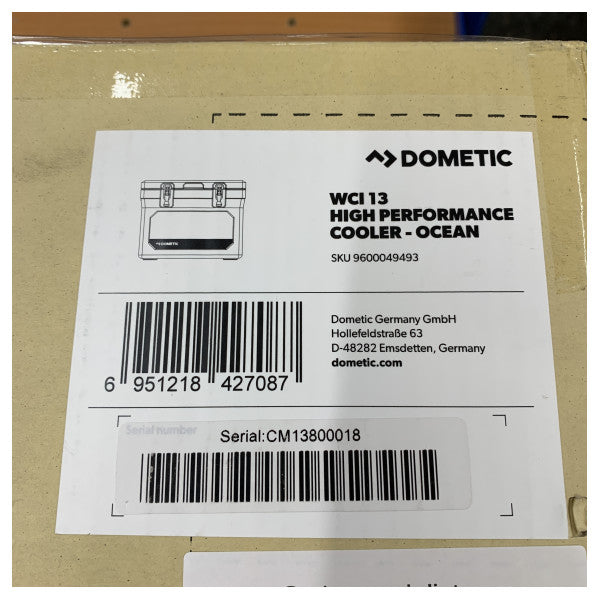 DOMETIC
WCI 13
HIGH PERFORMANCE
COOLER - OCEAN
SKU 9600049493
DOMETIC
Dometic Germany GmbH
Hollefeldstraße 63
D-48282 Emsdetten, Germany
dometic.com
6 951218 427087
Serial number
Serial:CM13800018